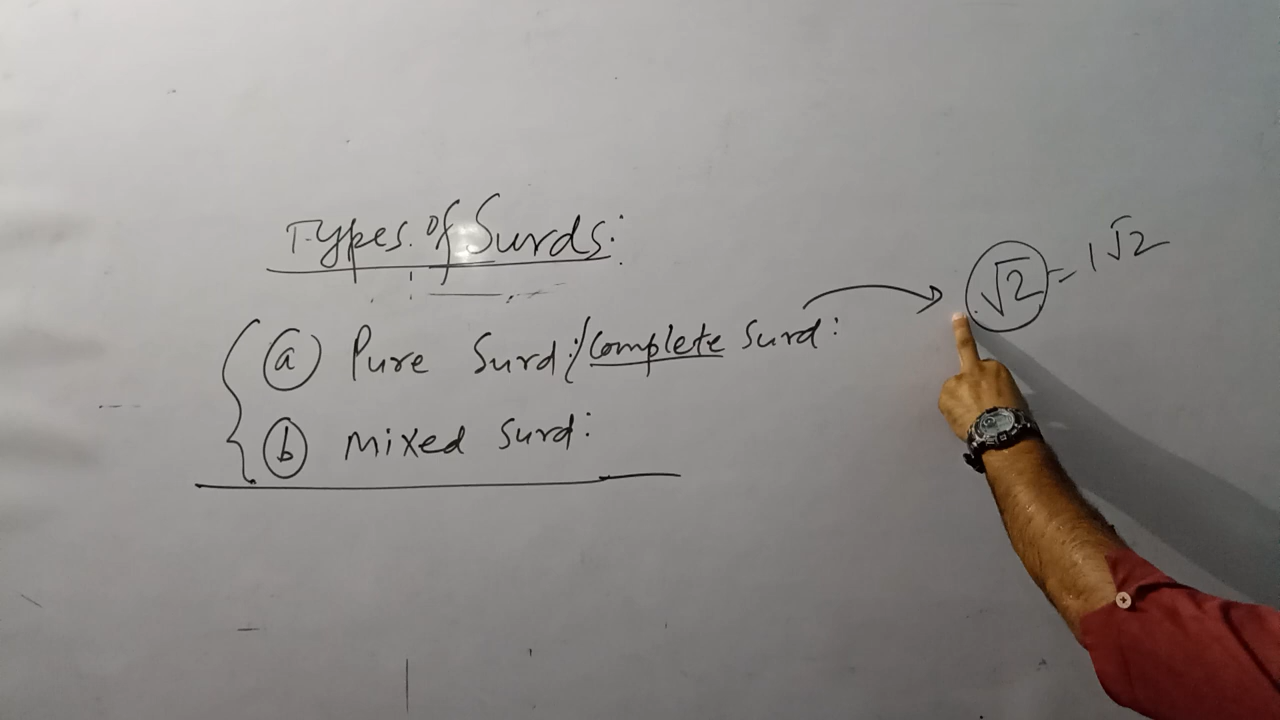 Types of Surds:
(a) Pure Surd:/Complete Surd: → √2 = 1√2
(b) Mixed Surd: